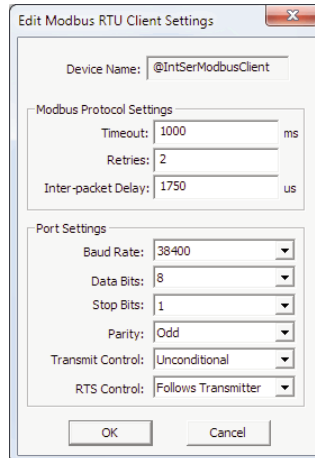 Edit Modbus RTU Client Settings
Device Name: @IntSerModbusClient
Modbus Protocol Settings
Timeout: 1000 ms
Retries: 2
Inter-packet Delay: 1750 us
Port Settings
Baud Rate: 38400
Data Bits: 8
Stop Bits: 1
Parity: Odd
Transmit Control: Unconditional
RTS Control: Follows Transmitter
OK Cancel